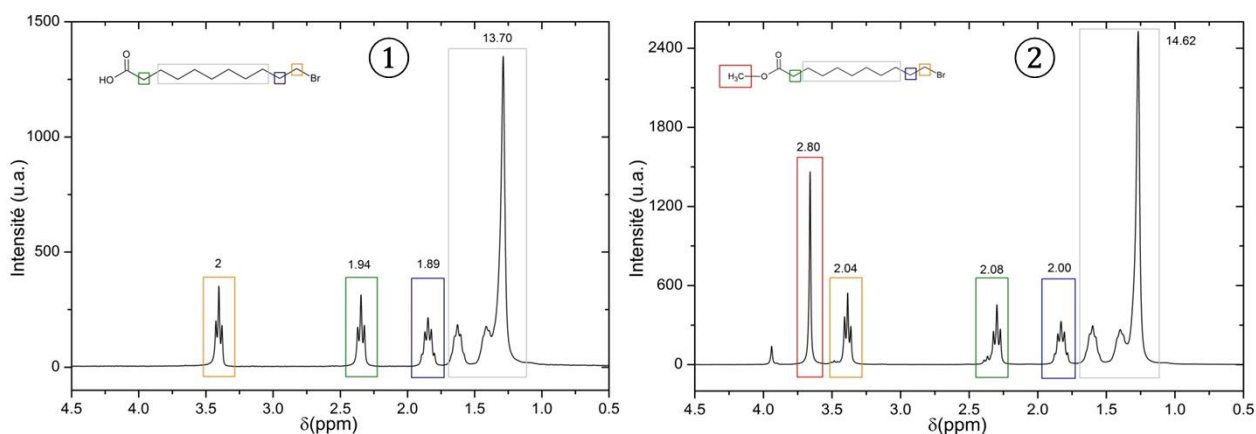 1500
1000
500
0
Intensité (u.a.)
4.5 4.0 3.5 3.0 2.5 2.0 1.5 1.0 0.5
δ(ppm)
O
HO
Br
1
13.70
2
1.94
1.89
2400
1800
1200
600
0
Intensité (u.a.)
4.5 4.0 3.5 3.0 2.5 2.0 1.5 1.0 0.5
δ(ppm)
O
H₃C
O
Br
2
14.62
2.80
2.04
2.08
2.00